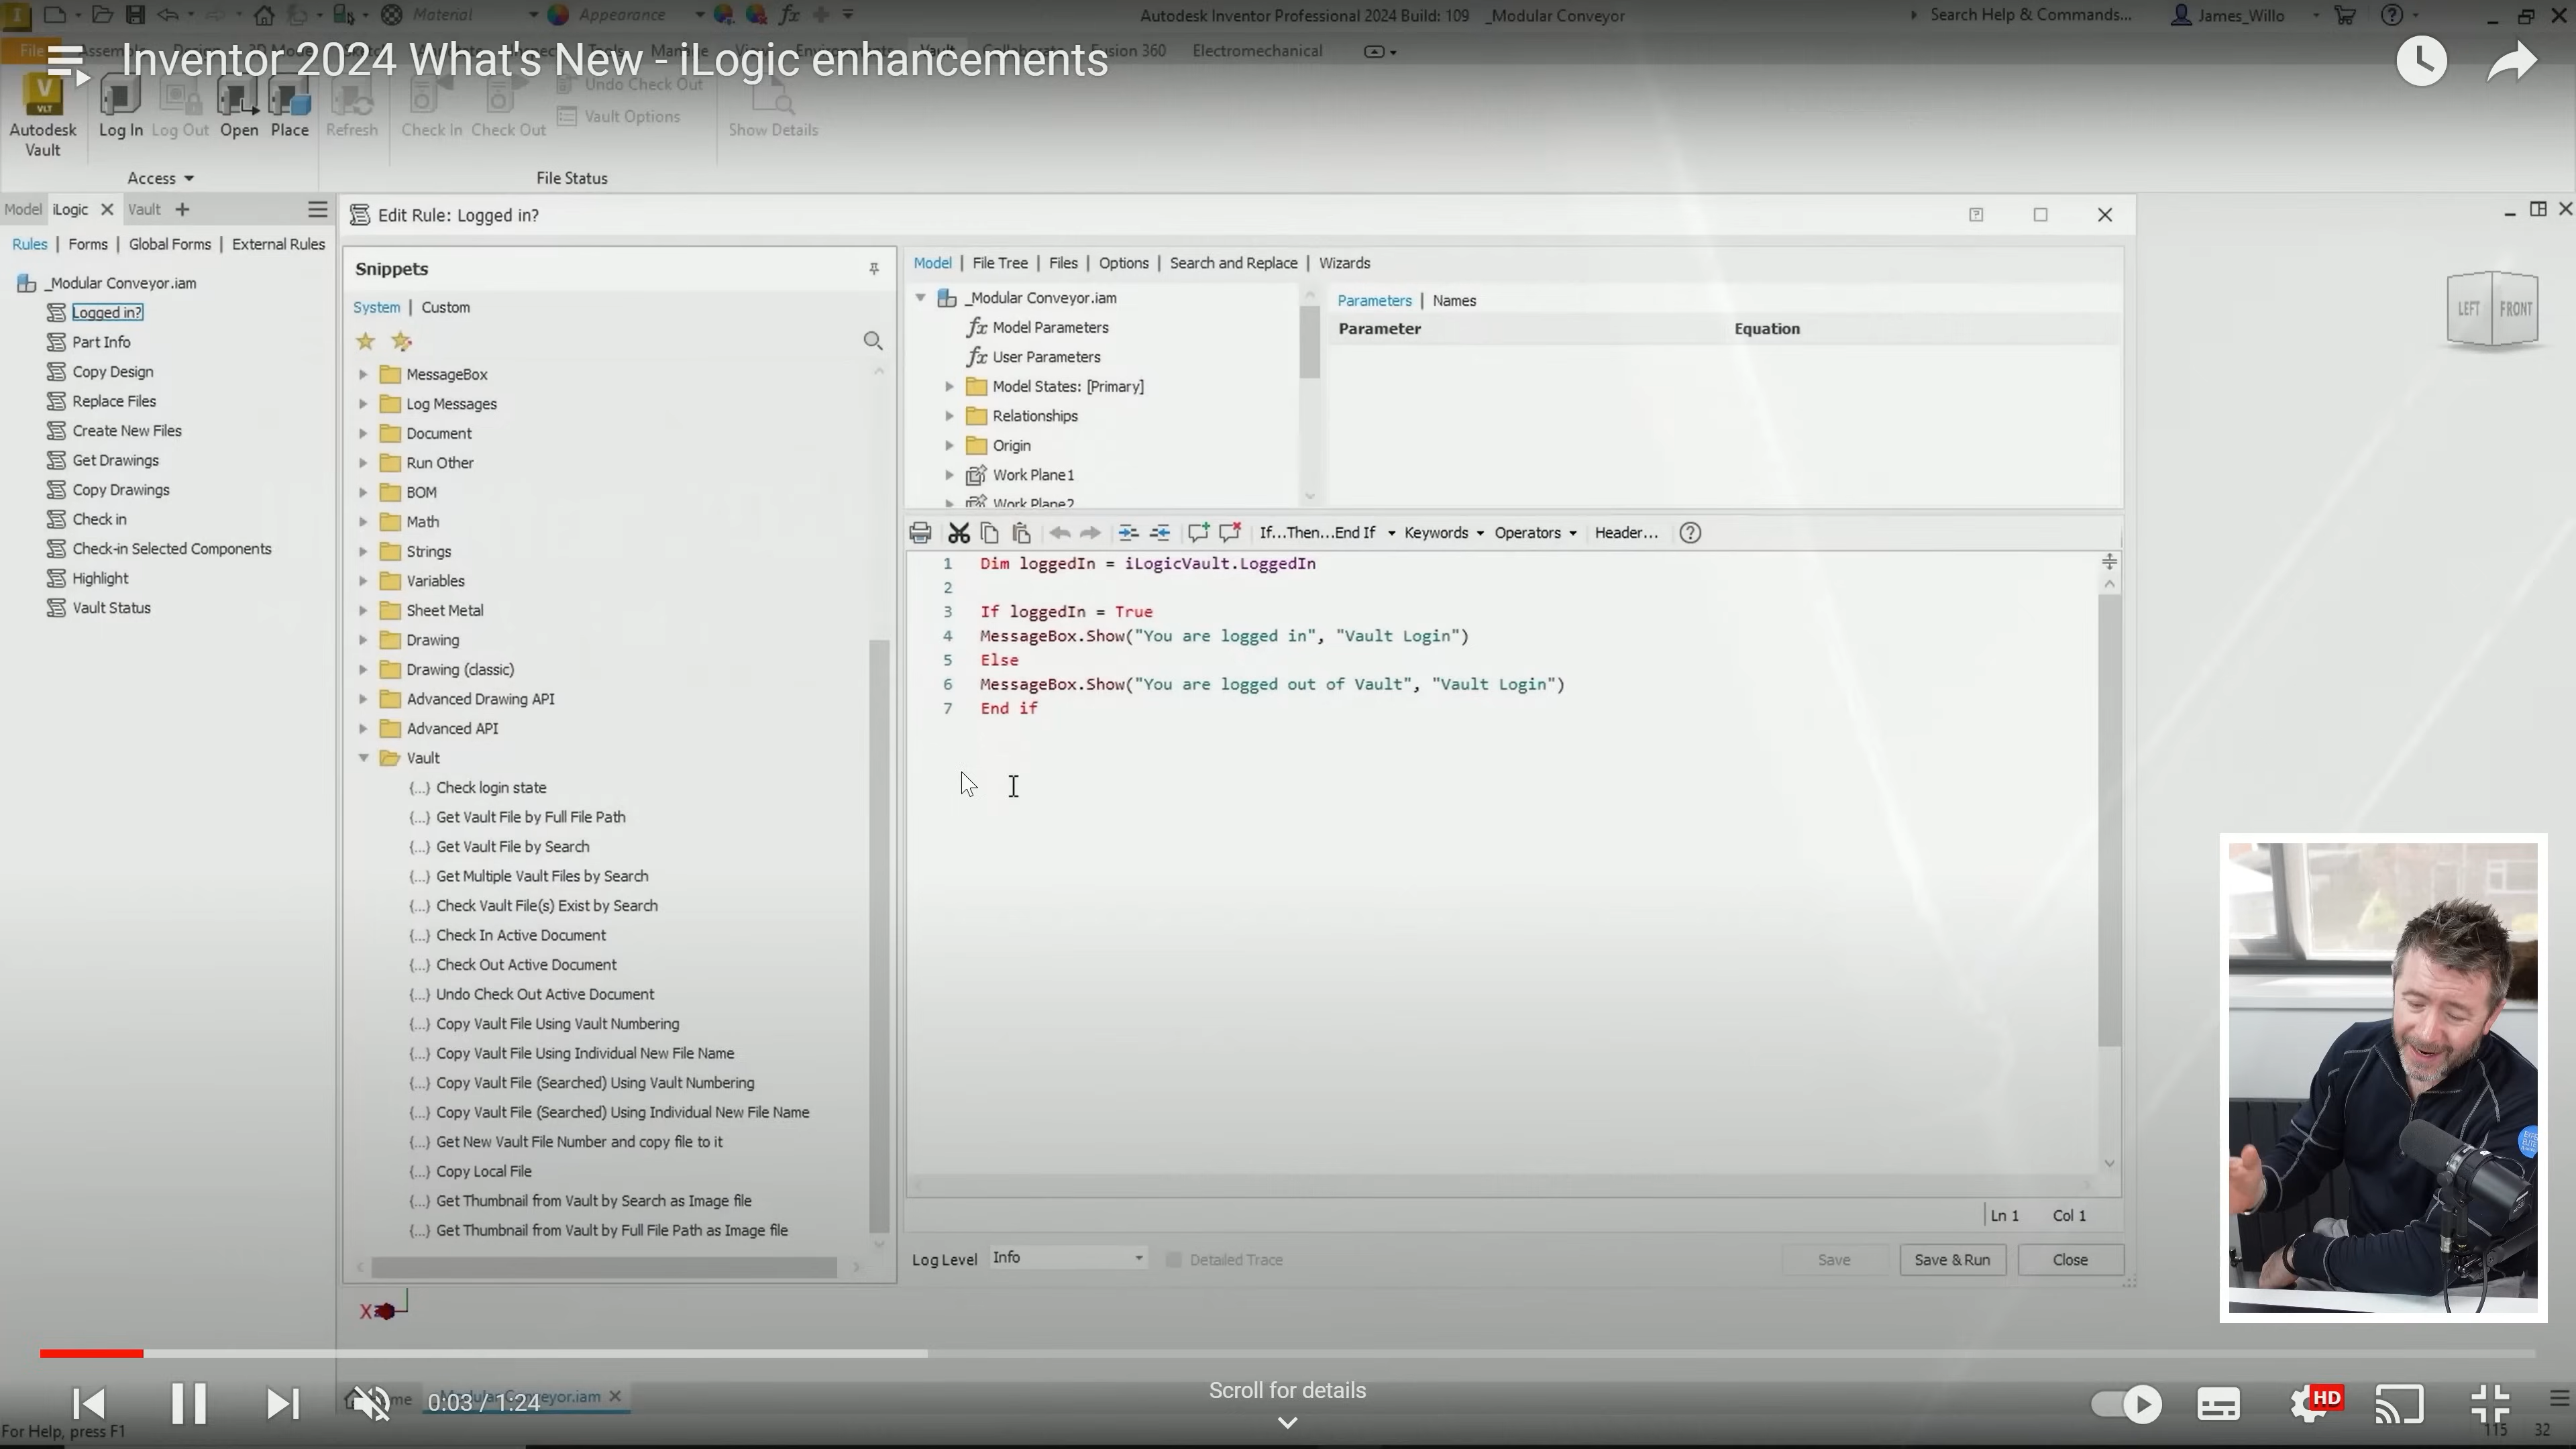 Material
Appearance
Autodesk Inventor Professional 2024 Build: 109 _Modular Conveyor
Search Help & Commands...
James_Willo
File
Fusion 360
Electromechanical
Inventor 2024 What's New - iLogic enhancements
Autodesk Vault
Log In
Log Out
Open
Place
Refresh
Check In
Check Out
Undo Check Out
Vault Options
Show Details
Access
File Status
Model
iLogic
Vault
Edit Rule: Logged in?
Rules | Forms | Global Forms | External Rules
_Modular Conveyor.iam
Logged in?
Part Info
Copy Design
Replace Files
Create New Files
Get Drawings
Copy Drawings
Check in
Check-in Selected Components
Highlight
Vault Status
Snippets
System | Custom
MessageBox
Log Messages
Document
Run Other
BOM
Math
Strings
Variables
Sheet Metal
Drawing
Drawing (classic)
Advanced Drawing API
Advanced API
Vault
{...} Check login state
{...} Get Vault File by Full File Path
{...} Get Vault File by Search
{...} Get Multiple Vault Files by Search
{...} Check Vault File(s) Exist by Search
{...} Check In Active Document
{...} Check Out Active Document
{...} Undo Check Out Active Document
{...} Copy Vault File Using Vault Numbering
{...} Copy Vault File Using Individual New File Name
{...} Copy Vault File (Searched) Using Vault Numbering
{...} Copy Vault File (Searched) Using Individual New File Name
{...} Get New Vault File Number and copy file to it
{...} Copy Local File
{...} Get Thumbnail from Vault by Search as Image file
{...} Get Thumbnail from Vault by Full File Path as Image file
Model | File Tree | Files | Options | Search and Replace | Wizards
_Modular Conveyor.iam
fx Model Parameters
fx User Parameters
Model States: [Primary]
Relationships
Origin
Work Plane1
Work Plane2
Parameters | Names
Parameter Equation
LEFT FRONT
If...Then...End If Keywords Operators Header...
1 Dim loggedIn = iLogicVault.LoggedIn
2
3 If loggedIn = True
4 MessageBox.Show("You are logged in", "Vault Login")
5 Else
6 MessageBox.Show("You are logged out of Vault", "Vault Login")
7 End if
Ln 1 Col 1
Log Level Info Detailed Trace
Save
Save & Run
Close
X
Modular Conveyor.iam
0:03 / 1:24
Scroll for details
HD
For Help, press F1
115 32